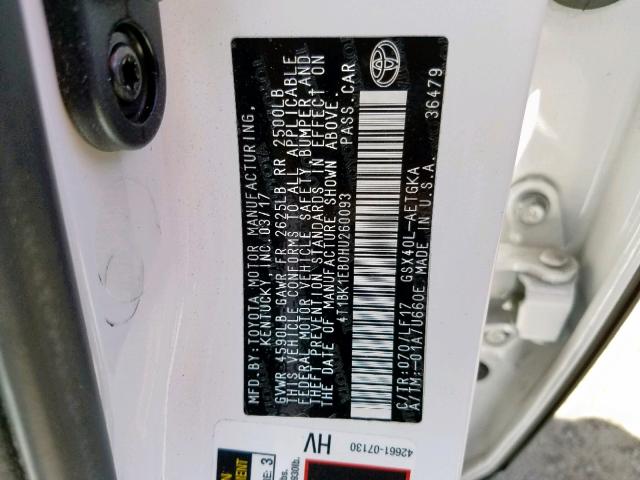 MFD. BY: TOYOTA MOTOR MANUFACTURING,
KENTUCKY, INC. 03/17
GVWR 4590LB GAWR FR 2625LB RR 2500LB
THIS VEHICLE CONFORMS TO ALL APPLICABLE
FEDERAL MOTOR VEHICLE SAFETY, BUMPER, AND
THEFT PREVENTION STANDARDS IN EFFECT ON
THE DATE OF MANUFACTURE SHOWN ABOVE.
4T1BK1EB0HU260093 PASS.CAR
C/TR: 070/LF17 GSX40L-AETGKA
A/TM:-01A/U660E MADE IN U.S.A. 36479
HV
42661-07130